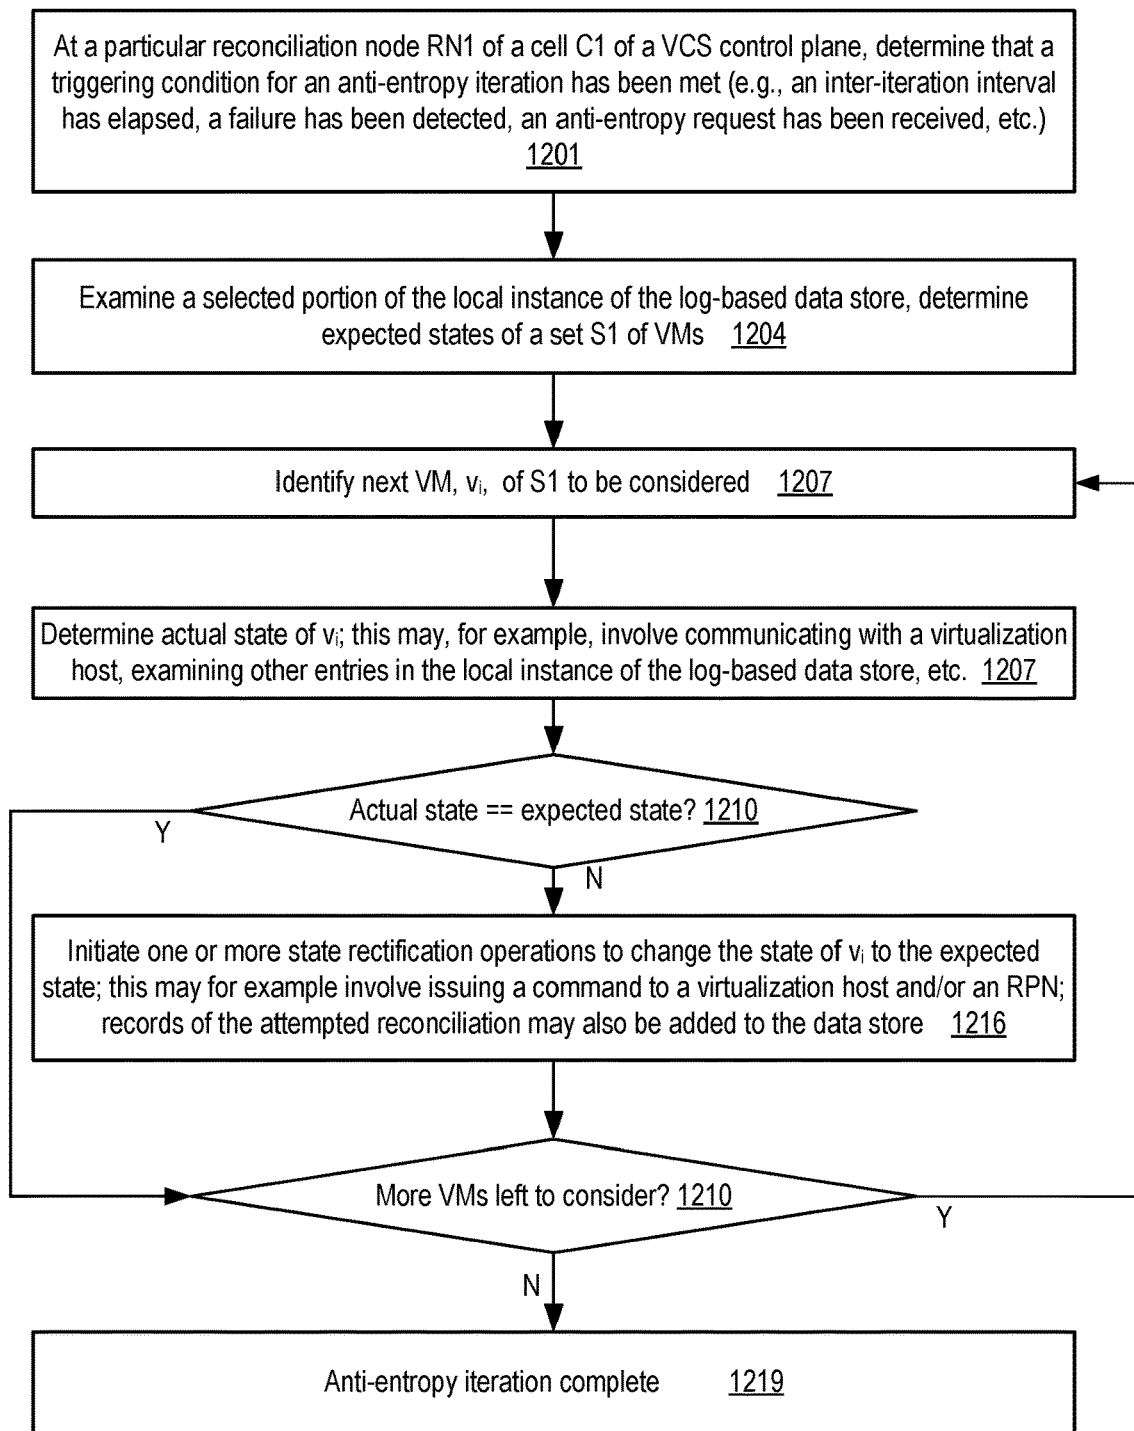 At a particular reconciliation node RN1 of a cell C1 of a VCS control plane, determine that a
triggering condition for an anti-entropy iteration has been met (e.g., an inter-iteration interval
has elapsed, a failure has been detected, an anti-entropy request has been received, etc.)
1201
Examine a selected portion of the local instance of the log-based data store, determine
expected states of a set S1 of VMs 1204
Identify next VM, vi, of S1 to be considered 1207
Determine actual state of vi; this may, for example, involve communicating with a virtualization
host, examining other entries in the local instance of the log-based data store, etc. 1207
Actual state == expected state? 1210
Y
N
Initiate one or more state rectification operations to change the state of vi to the expected
state; this may for example involve issuing a command to a virtualization host and/or an RPN;
records of the attempted reconciliation may also be added to the data store 1216
More VMs left to consider? 1210
Y
N
Anti-entropy iteration complete 1219